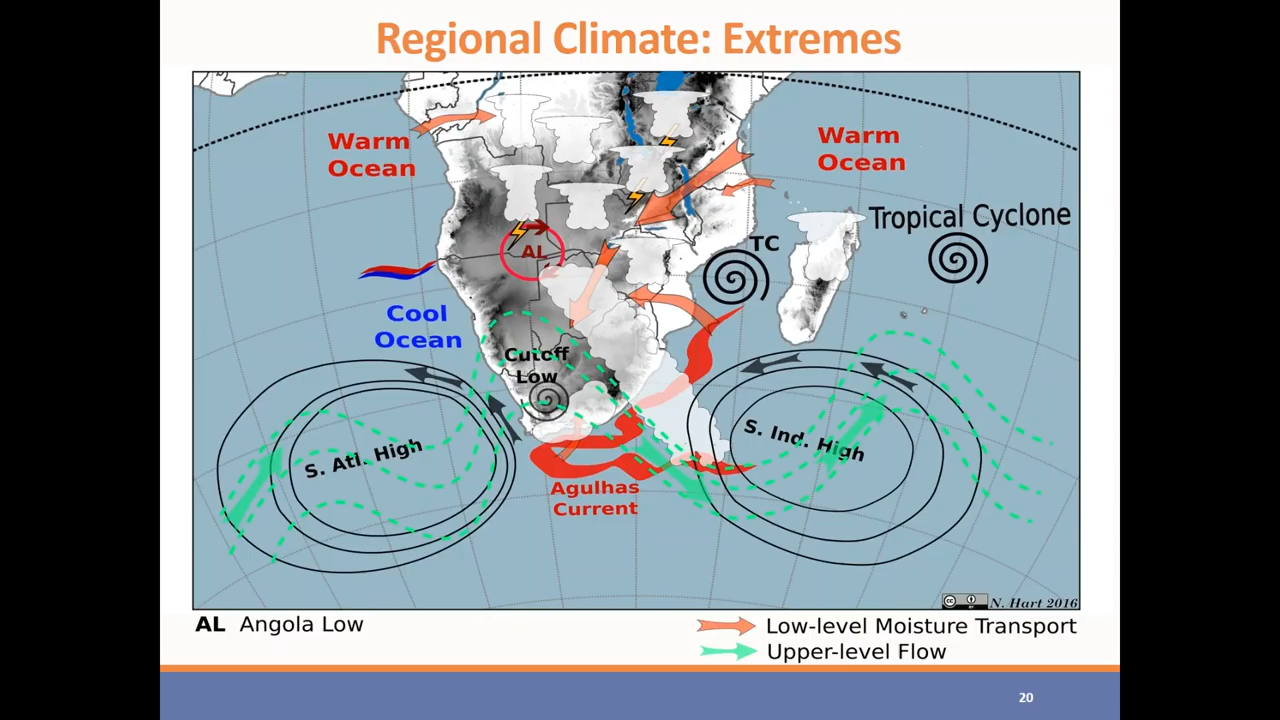 Regional Climate: Extremes
Warm
Ocean
Warm
Ocean
Tropical Cyclone
TC
AL
Cool
Ocean
Cutoff
Low
S. Atl. High
S. Ind. High
Agulhas
Current
N. Hart 2016
AL Angola Low
Low-level Moisture Transport
Upper-level Flow
20